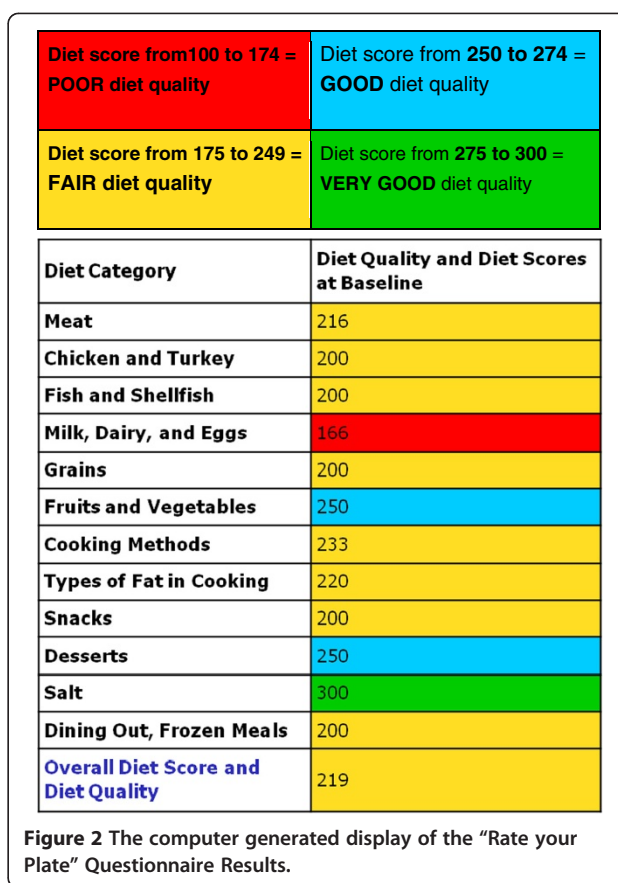 Diet score from100 to 174 =
POOR diet quality
Diet score from 250 to 274 =
GOOD diet quality
Diet score from 175 to 249 =
FAIR diet quality
Diet score from 275 to 300 =
VERY GOOD diet quality
Diet Category
Diet Quality and Diet Scores
at Baseline
Meat 216
Chicken and Turkey 200
Fish and Shellfish 200
Milk, Dairy, and Eggs 166
Grains 200
Fruits and Vegetables 250
Cooking Methods 233
Types of Fat in Cooking 220
Snacks 200
Desserts 250
Salt 300
Dining Out, Frozen Meals 200
Overall Diet Score and
Diet Quality
219
Figure 2 The computer generated display of the “Rate your
Plate” Questionnaire Results.